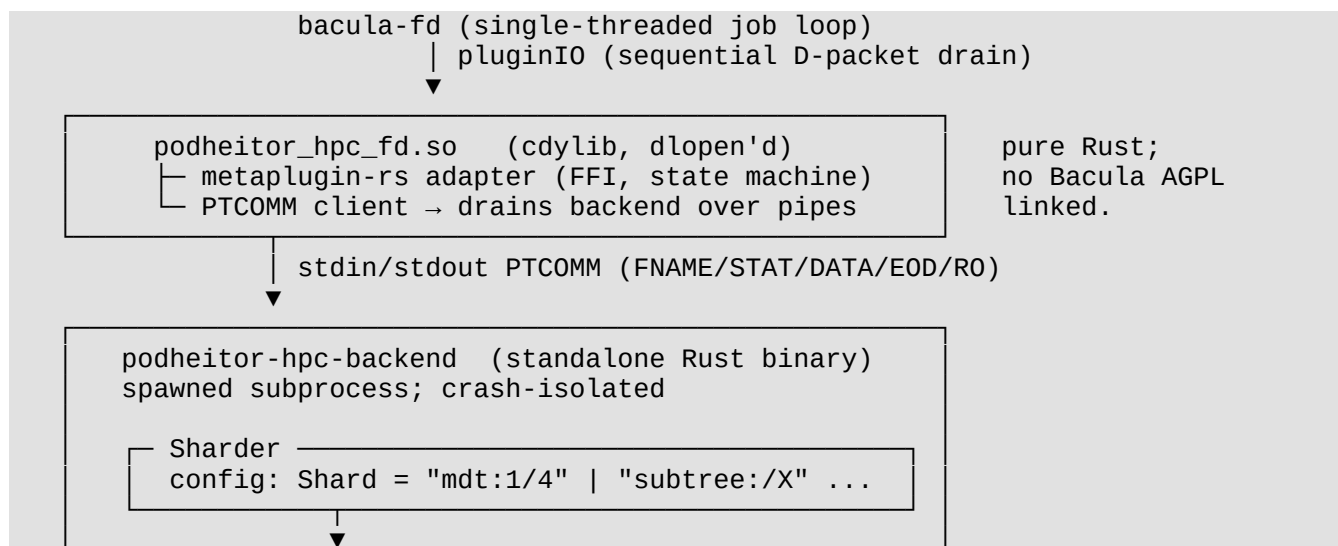 bacula-fd (single-threaded job loop)
pluginIO (sequential D-packet drain)
podheitor_hpc_fd.so (cdylib, dlopen'd) pure Rust;
├─ metaplugin-rs adapter (FFI, state machine) no Bacula AGPL
└─ PTCOMM client → drains backend over pipes linked.
stdin/stdout PTCOMM (FNAME/STAT/DATA/EOD/RO)
podheitor-hpc-backend (standalone Rust binary)
spawned subprocess; crash-isolated
Sharder
config: Shard = "mdt:1/4" | "subtree:/X" ...